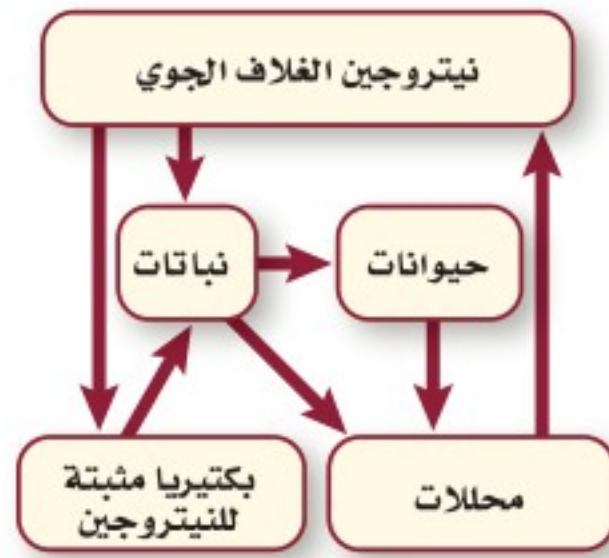 نيتروجين الغلاف الجوي
حيوانات
نباتات
محللات
بكتيريا مثبتة
للنيتروجين